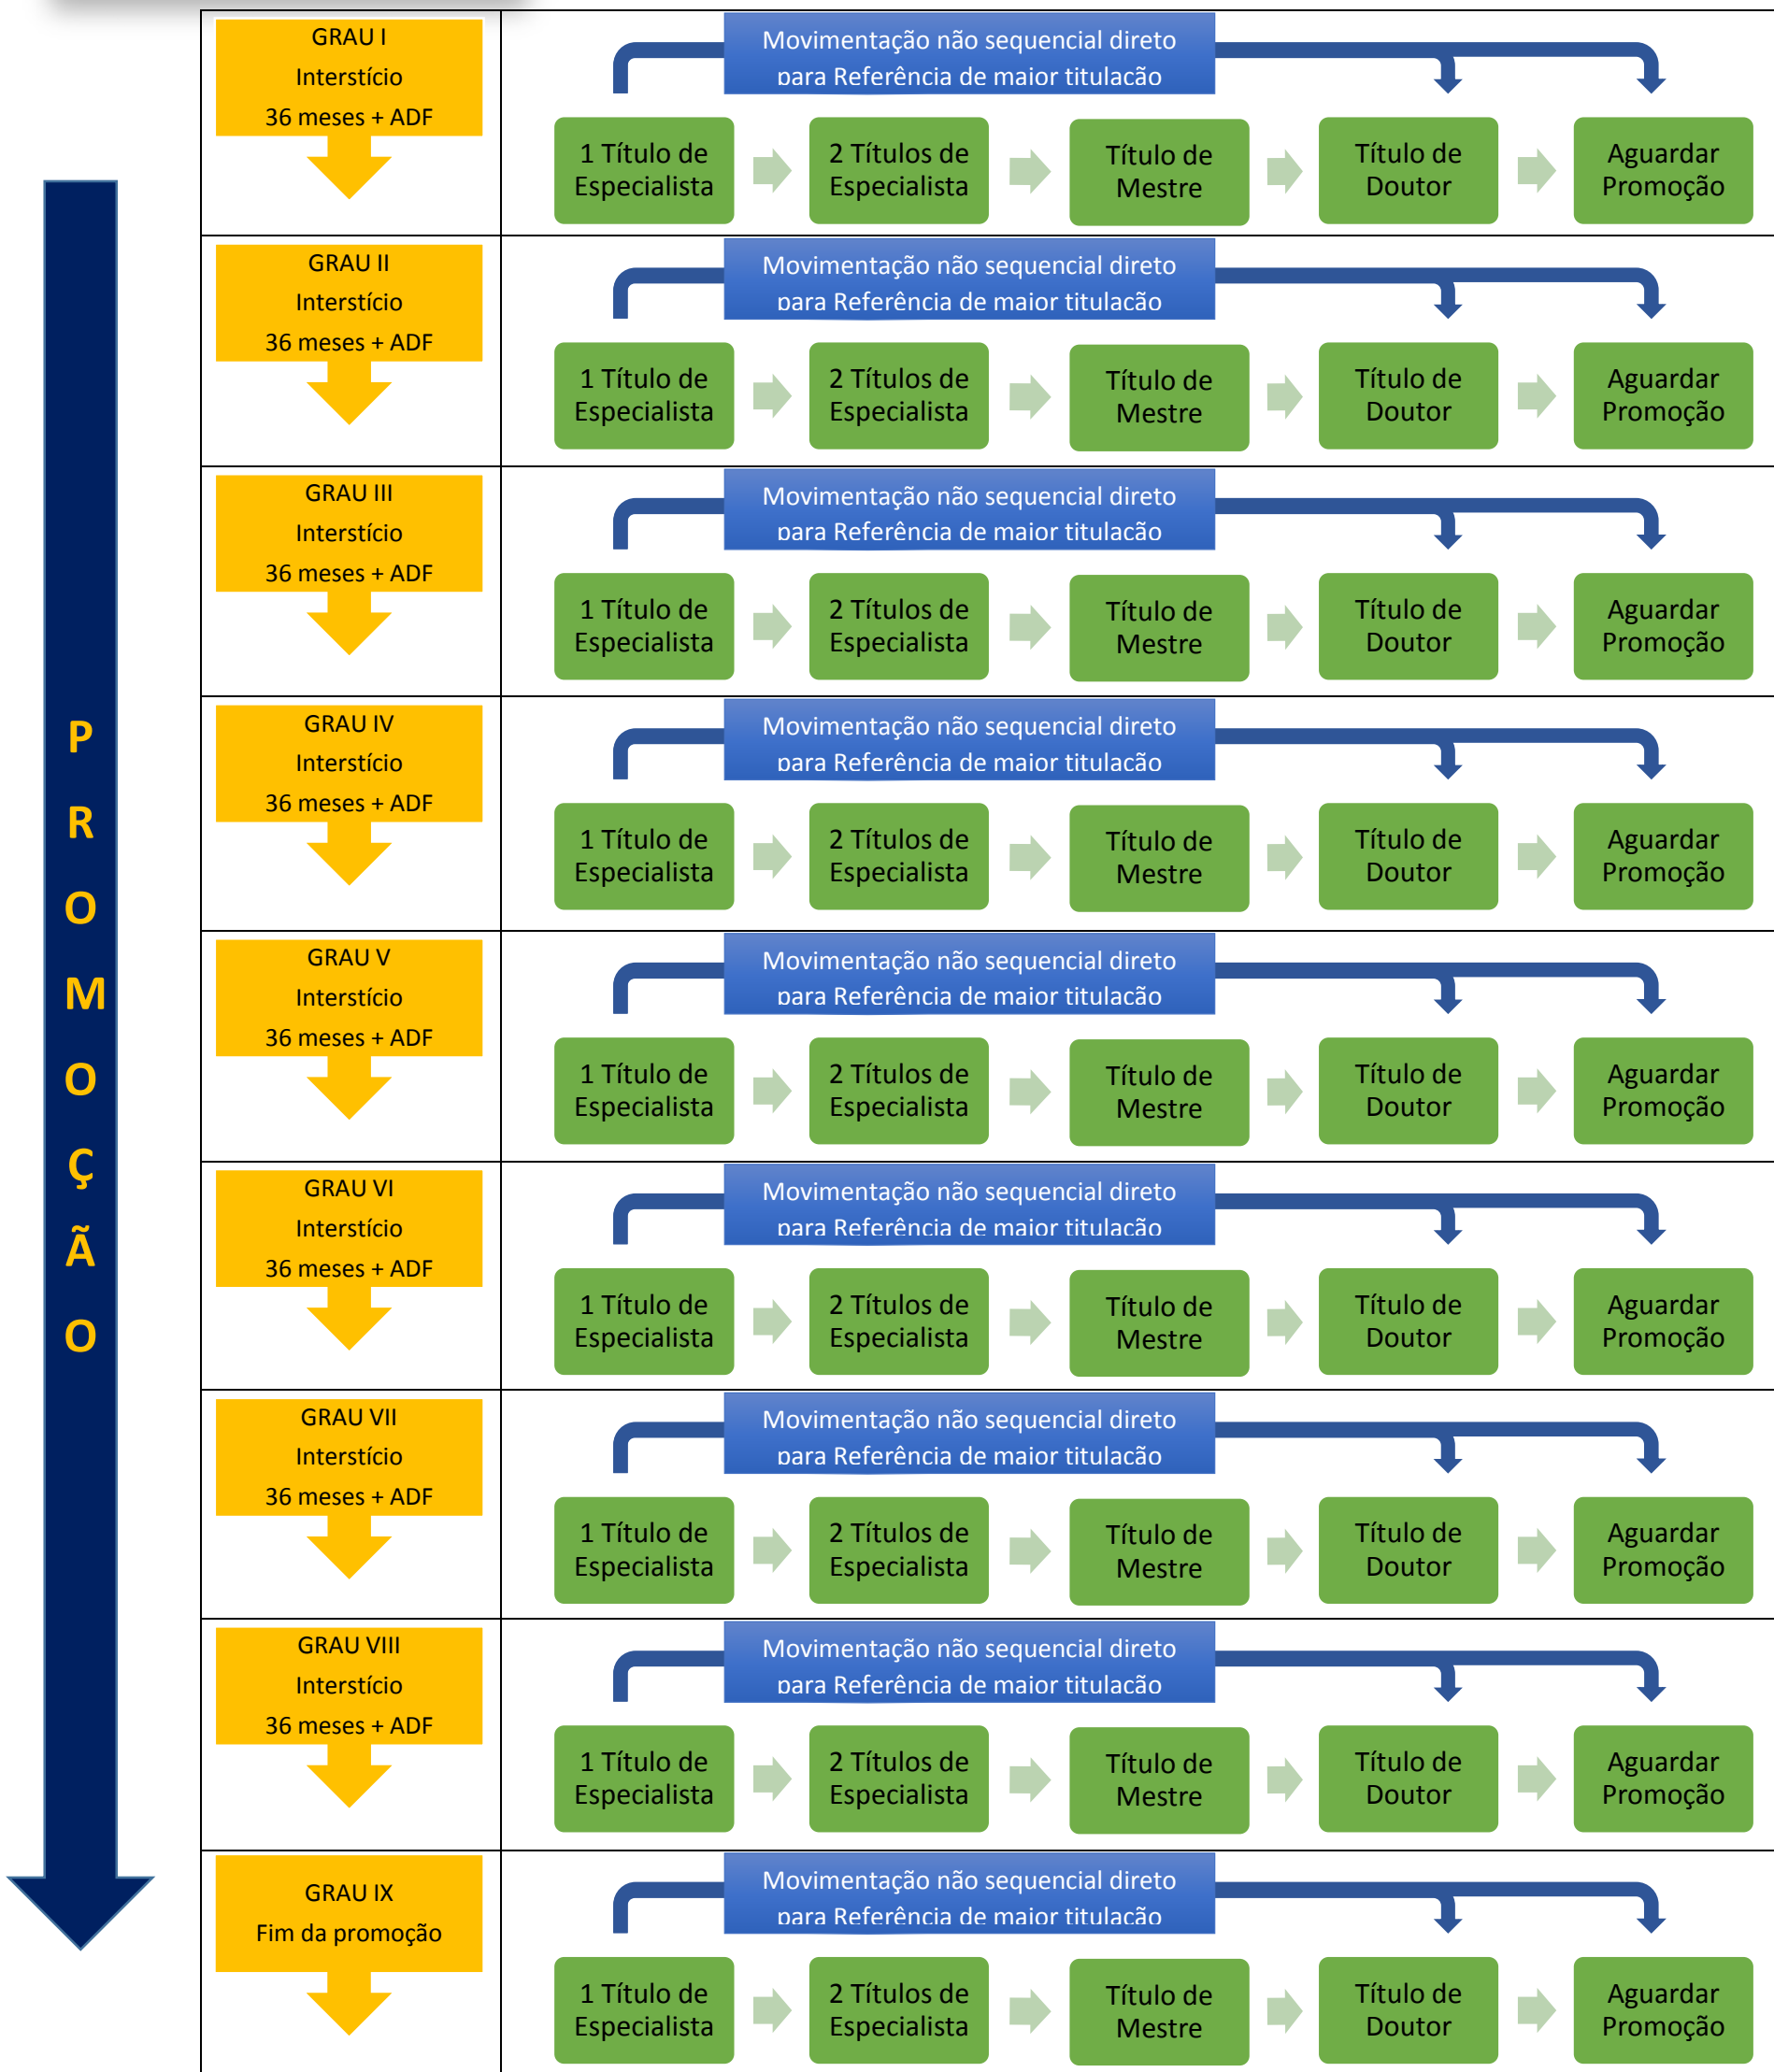 P
R
O
M
O
Ç
Ã
O
GRAU I
Interstício
36 meses + ADF
Movimentação não sequencial direto
para Referência de maior titulação
1 Título de
Especialista
2 Títulos de
Especialista
Título de
Mestre
Título de
Doutor
Aguardar
Promoção
GRAU II
Interstício
36 meses + ADF
Movimentação não sequencial direto
para Referência de maior titulação
1 Título de
Especialista
2 Títulos de
Especialista
Título de
Mestre
Título de
Doutor
Aguardar
Promoção
GRAU III
Interstício
36 meses + ADF
Movimentação não sequencial direto
para Referência de maior titulação
1 Título de
Especialista
2 Títulos de
Especialista
Título de
Mestre
Título de
Doutor
Aguardar
Promoção
GRAU IV
Interstício
36 meses + ADF
Movimentação não sequencial direto
para Referência de maior titulação
1 Título de
Especialista
2 Títulos de
Especialista
Título de
Mestre
Título de
Doutor
Aguardar
Promoção
GRAU V
Interstício
36 meses + ADF
Movimentação não sequencial direto
para Referência de maior titulação
1 Título de
Especialista
2 Títulos de
Especialista
Título de
Mestre
Título de
Doutor
Aguardar
Promoção
GRAU VI
Interstício
36 meses + ADF
Movimentação não sequencial direto
para Referência de maior titulação
1 Título de
Especialista
2 Títulos de
Especialista
Título de
Mestre
Título de
Doutor
Aguardar
Promoção
GRAU VII
Interstício
36 meses + ADF
Movimentação não sequencial direto
para Referência de maior titulação
1 Título de
Especialista
2 Títulos de
Especialista
Título de
Mestre
Título de
Doutor
Aguardar
Promoção
GRAU VIII
Interstício
36 meses + ADF
Movimentação não sequencial direto
para Referência de maior titulação
1 Título de
Especialista
2 Títulos de
Especialista
Título de
Mestre
Título de
Doutor
Aguardar
Promoção
GRAU IX
Fim da promoção
Movimentação não sequencial direto
para Referência de maior titulação
1 Título de
Especialista
2 Títulos de
Especialista
Título de
Mestre
Título de
Doutor
Aguardar
Promoção